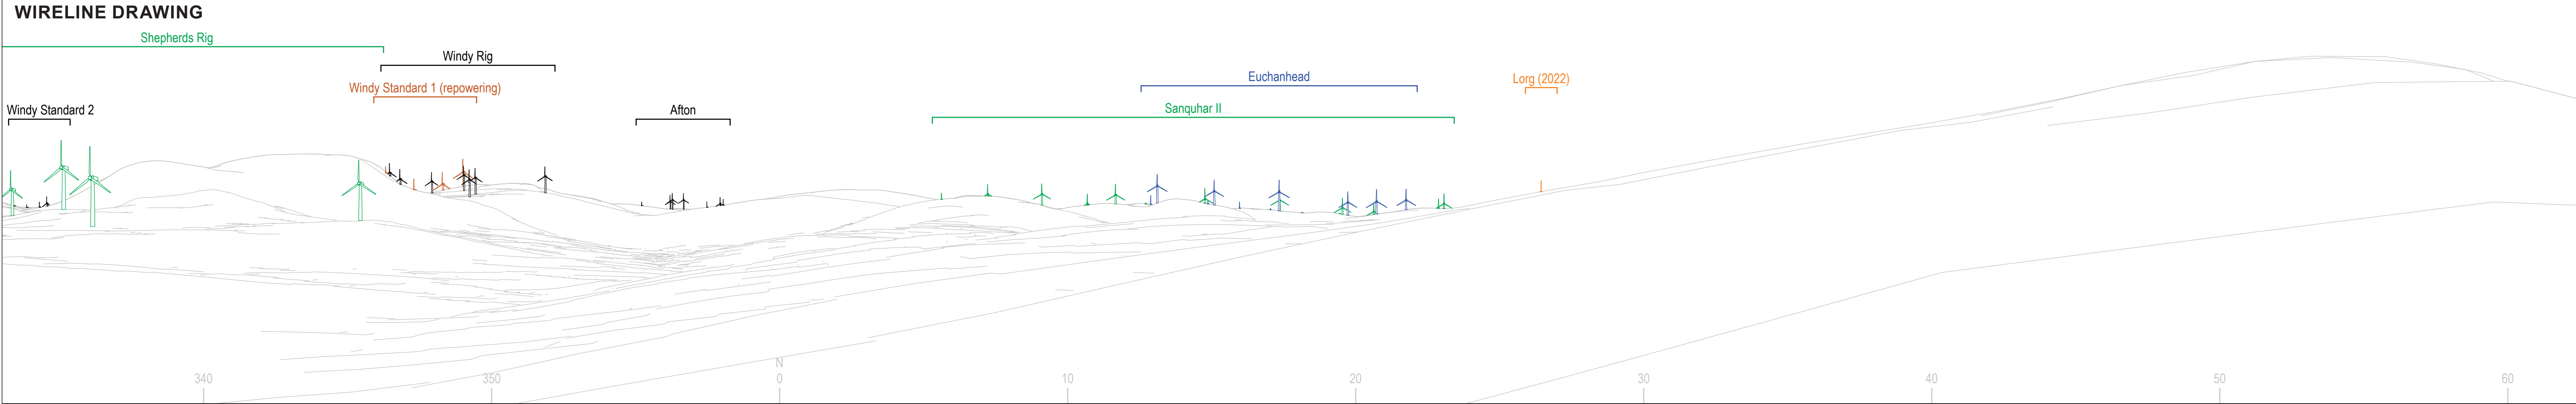 WIRELINE DRAWING
Shepherds Rig
Windy Rig
Euchanhead
Lorg (2022)
Windy Standard 1 (repowering)
Windy Standard 2
Afton
Sanquhar II
N
340 350 0 10 20 30 40 50 60